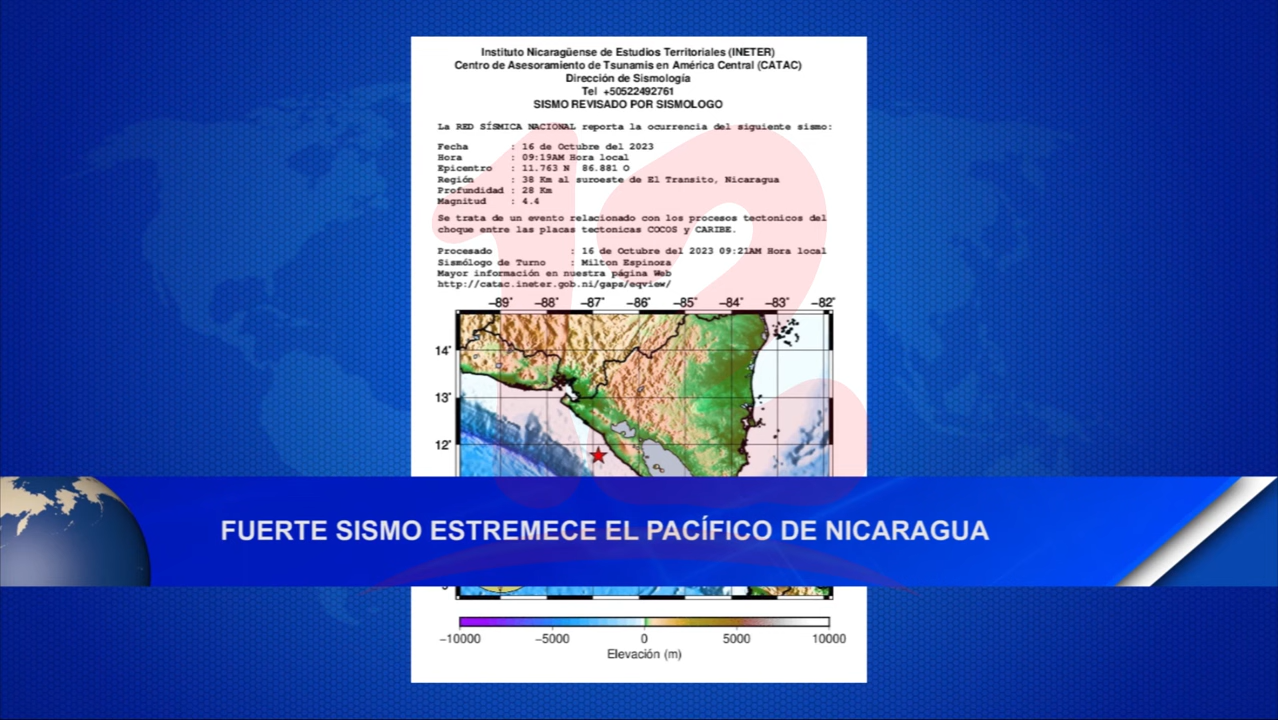 Instituto Nicaragüense de Estudios Territoriales (INETER)
Centro de Asesoramiento de Tsunamis en América Central (CATAC)
Dirección de Sismología
Tel +50522492761
SISMO REVISADO POR SISMOLOGO
La RED SÍSMICA NACIONAL reporta la ocurrencia del siguiente sismo:
Fecha : 16 de Octubre del 2023
Hora : 09:19AM Hora local
Epicentro : 11.763 N 86.881 O
Región : 38 Km al suroeste de El Transito, Nicaragua
Profundidad : 28 Km
Magnitud : 4.4
Se trata de un evento relacionado con los procesos tectonicos del
choque entre las placas tectonicas COCOS y CARIBE.
Procesado : 16 de Octubre del 2023 09:21AM Hora local
Sismólogo de Turno : Milton Espinoza
Mayor información en nuestra página Web
http://catac.ineter.gob.ni/gaps/eqview/
−89˚ −88˚ −87˚ −86˚ −85˚ −84˚ −83˚ −82˚
14˚
13˚
12˚
12
FUERTE SISMO ESTREMECE EL PACÍFICO DE NICARAGUA
−10000 −5000 0 5000 10000
Elevación (m)